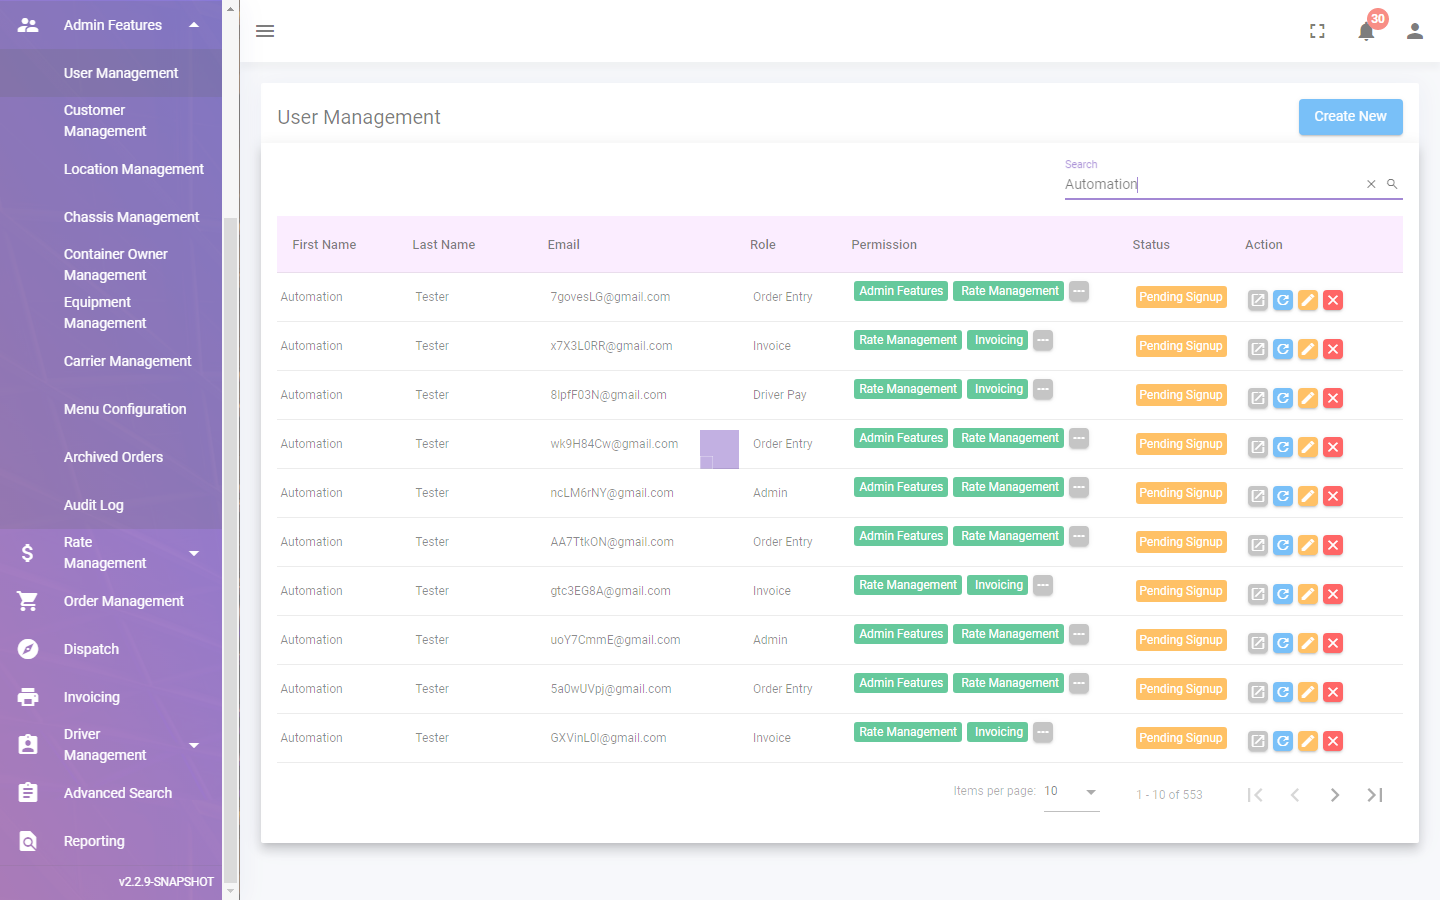 Admin Features
User Management
Customer
Management
Location Management
Chassis Management
Container Owner
Management
Equipment
Management
Carrier Management
Menu Configuration
Archived Orders
Audit Log
Rate
Management
Order Management
Dispatch
Invoicing
Driver
Management
Advanced Search
Reporting
v2.2.9-SNAPSHOT
30
User Management
Create New
Search
Automation
First Name Last Name Email Role Permission Status Action
Automation Tester 7govesLG@gmail.com Order Entry Admin Features Rate Management --- Pending Signup
Automation Tester x7X3L0RR@gmail.com Invoice Rate Management Invoicing --- Pending Signup
Automation Tester 8lpfF03N@gmail.com Driver Pay Rate Management Invoicing --- Pending Signup
Automation Tester wk9H84Cw@gmail.com Order Entry Admin Features Rate Management --- Pending Signup
Automation Tester ncLM6rNY@gmail.com Admin Admin Features Rate Management --- Pending Signup
Automation Tester AA7TtkON@gmail.com Order Entry Admin Features Rate Management --- Pending Signup
Automation Tester gtc3EG8A@gmail.com Invoice Rate Management Invoicing --- Pending Signup
Automation Tester uoY7CmmE@gmail.com Admin Admin Features Rate Management --- Pending Signup
Automation Tester 5a0wUVpj@gmail.com Order Entry Admin Features Rate Management --- Pending Signup
Automation Tester GXVinL0l@gmail.com Invoice Rate Management Invoicing --- Pending Signup
Items per page: 10 1 - 10 of 553